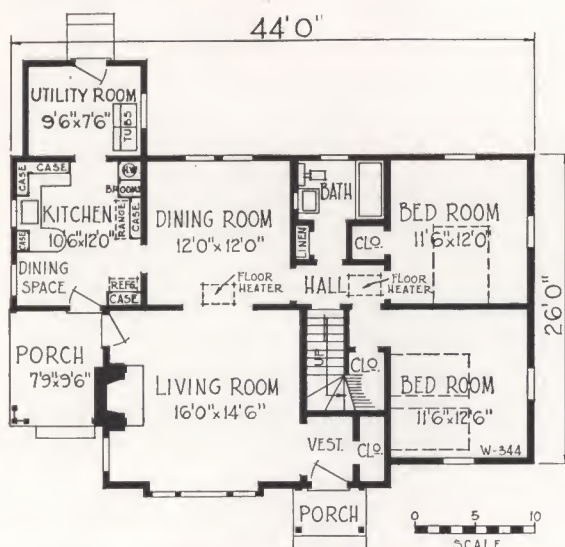 44'0"
UTILITY ROOM
9'6"x7'6"
TUBS
CASE
CASE
HW
BROOMS
BATH
KITCHEN
10'6"x12'0"
RANGE
CASE
CASE
DINING ROOM
12'0"x12'0"
LINEN
CLO.
BED ROOM
11'6"x12'0"
DINING
SPACE
REFG.
CASE
FLOOR
HEATER
HALL
FLOOR
HEATER
26'0"
PORCH
7'9"x9'6"
LIVING ROOM
16'0"x14'6"
UP
CLO.
BED ROOM
11'6"x12'6"
W-344
VEST.
CLO.
PORCH
0 5 10
SCALE